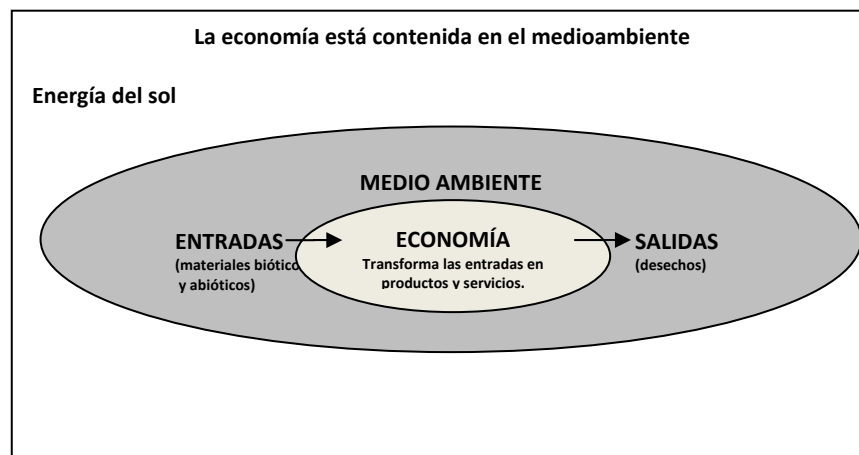 La economía está contenida en el medioambiente
Energía del sol
MEDIO AMBIENTE
ENTRADAS
(materiales biótico
y abióticos)
ECONOMÍA
Transforma las entradas en
productos y servicios.
SALIDAS
(desechos)